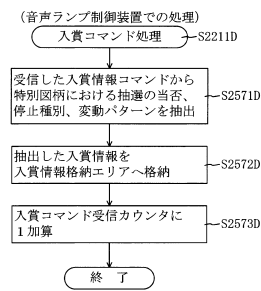 (音声ランプ制御装置での処理)
入賞コマンド処理
S2211D
受信した入賞情報コマンドから
特別図柄における抽選の当否、
停止種別、変動パターンを抽出
S2571D
抽出した入賞情報を
入賞情報格納エリアへ格納
S2572D
入賞コマンド受信カウンタに
1加算
S2573D
終 了